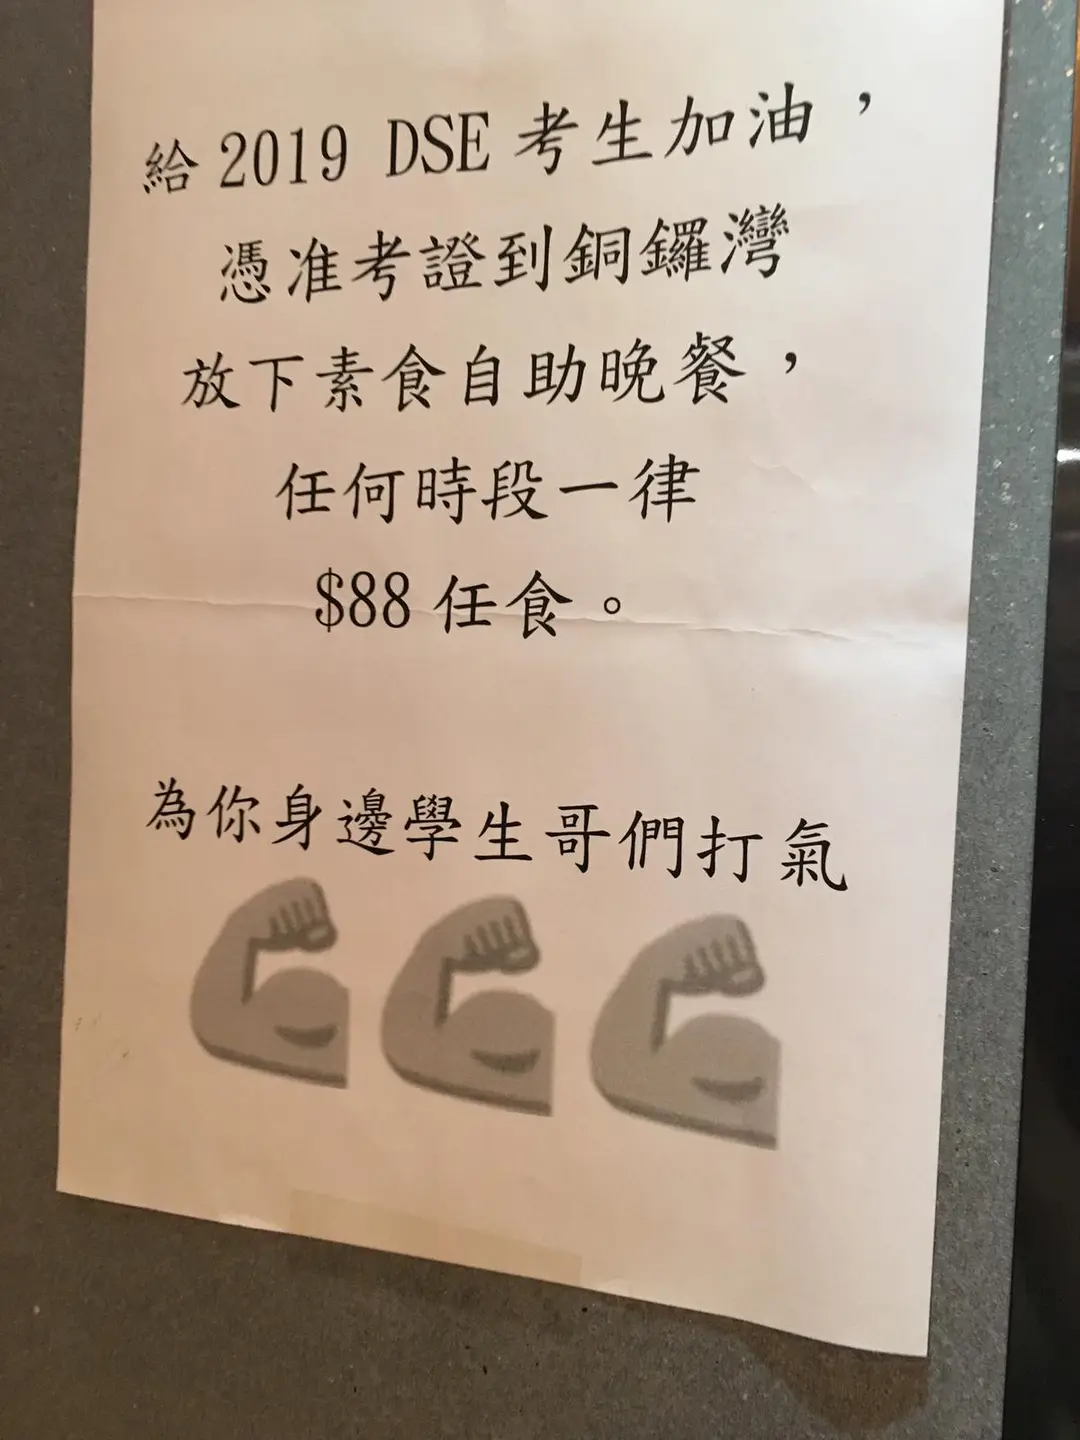 給 2019 DSE 考生加油，
憑准考證到銅鑼灣
放下素食自助晚餐，
任何時段一律
$88 任食。
為你身邊學生哥們打氣